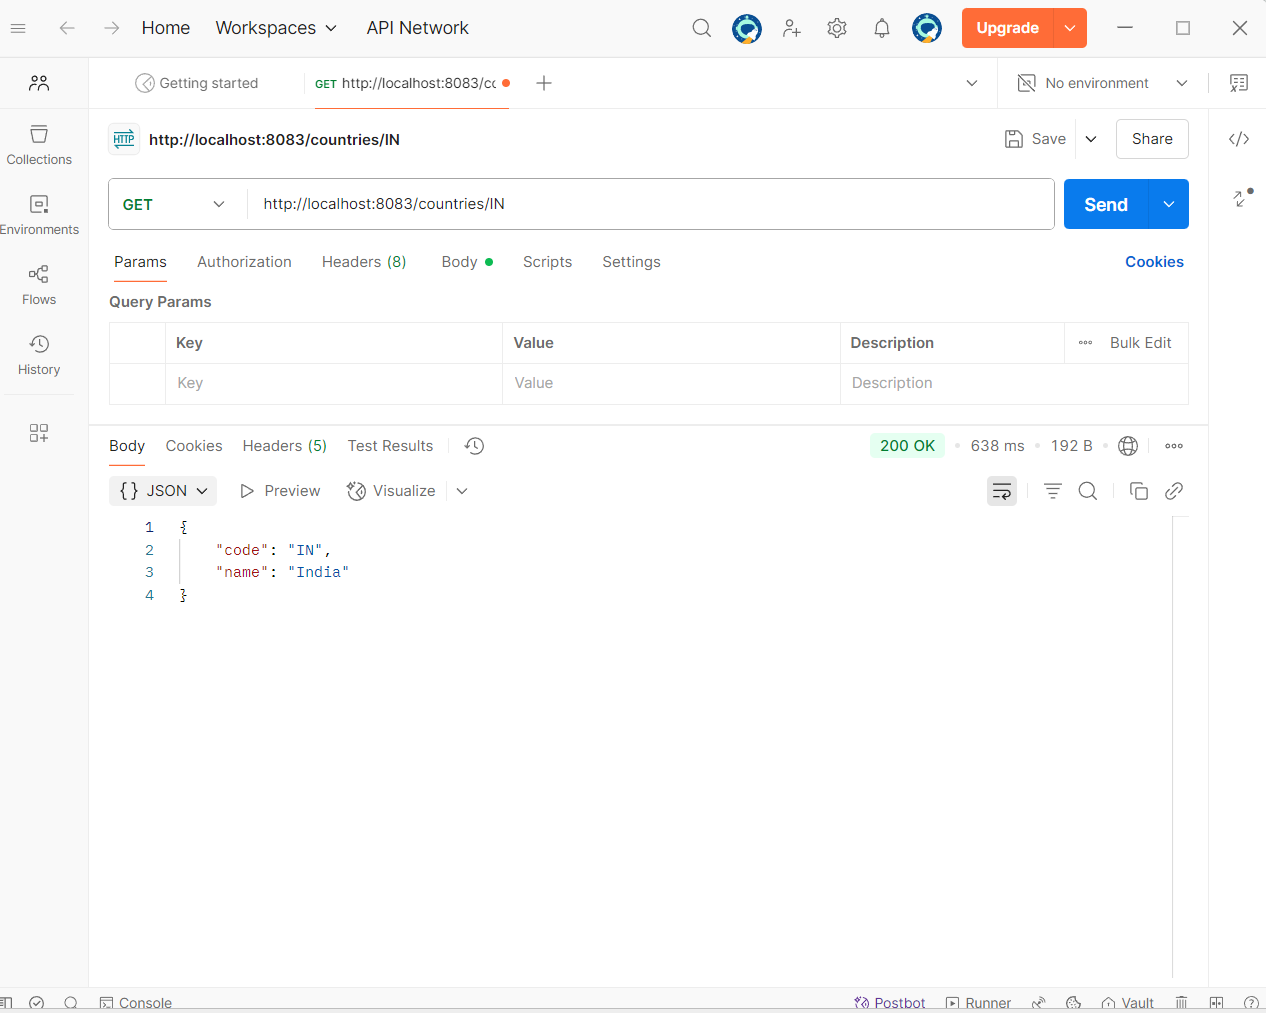 Home Workspaces API Network Upgrade
Getting started GET http://localhost:8083/cc No environment
HTTP http://localhost:8083/countries/IN Save Share
Collections
GET http://localhost:8083/countries/IN Send
Environments
Params Authorization Headers (8) Body Scripts Settings Cookies
Flows
Query Params
Key Value Description Bulk Edit
History
Key Value Description
Body Cookies Headers (5) Test Results 200 OK 638 ms 192 B
{} JSON Preview Visualize
1 {
2 "code": "IN",
3 "name": "India"
4 }
Console Postbot Runner Vault